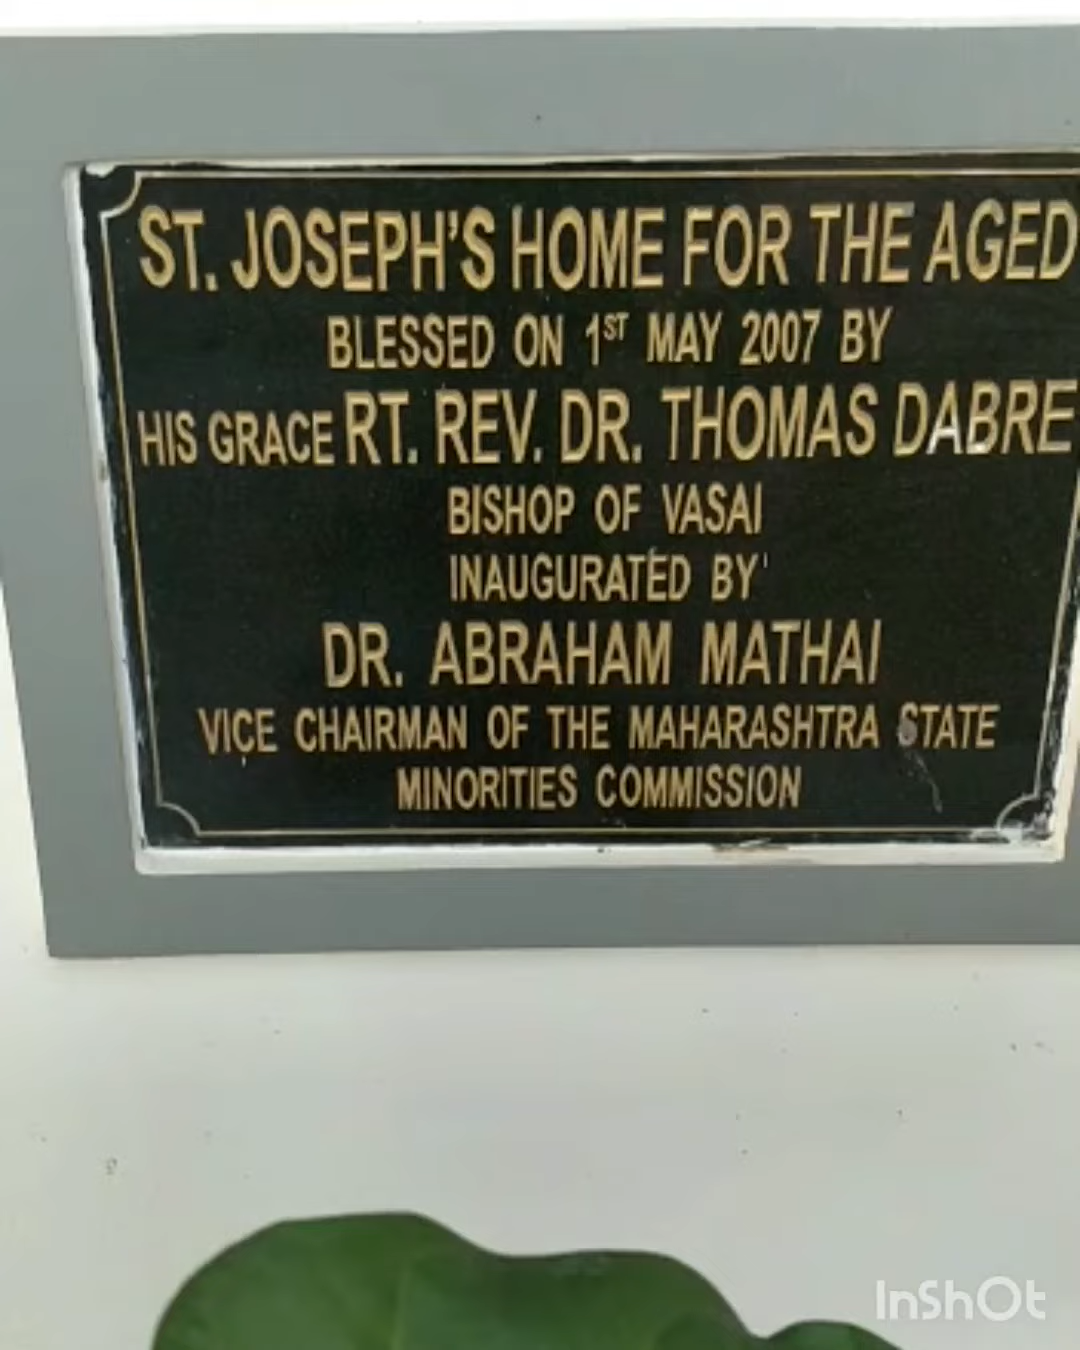 ST. JOSEPH'S HOME FOR THE AGED
BLESSED ON 1ST MAY 2007 BY
HIS GRACE RT. REV. DR. THOMAS DABRE
BISHOP OF VASAI
INAUGURATED BY
DR. ABRAHAM MATHAI
VICE CHAIRMAN OF THE MAHARASHTRA STATE
MINORITIES COMMISSION
InShOt